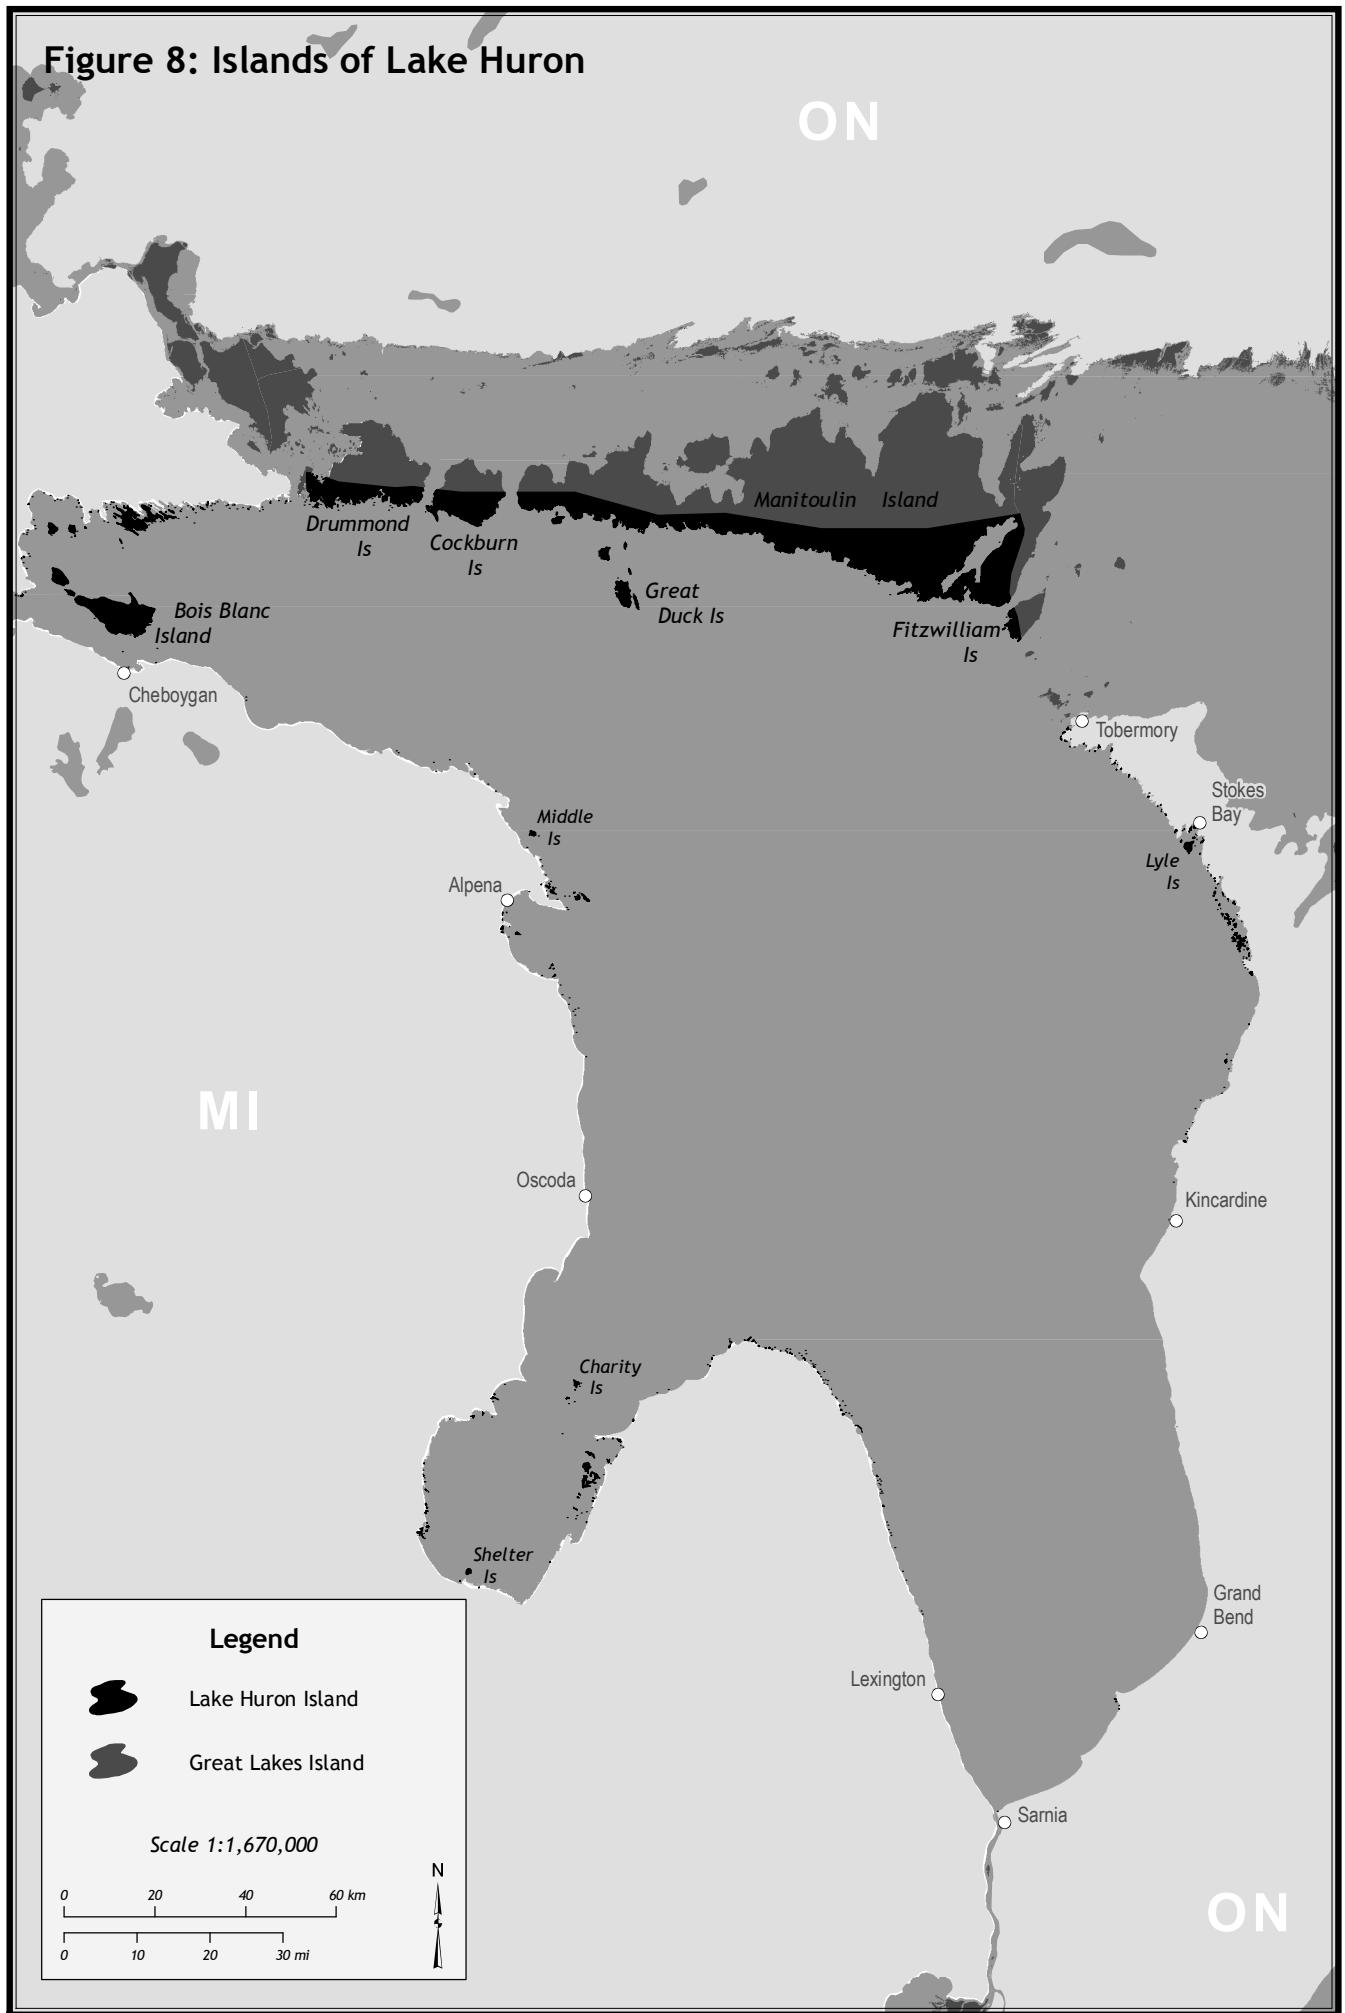 Figure 8: Islands of Lake Huron
ON
Manitoulin Island
Drummond
Is
Cockburn
Is
Great
Duck Is
Bois Blanc
Island
Fitzwilliam
Is
Cheboygan
Tobermory
Stokes
Bay
Middle
Is
Lyle
Is
Alpena
MI
Oscoda
Kincardine
Charity
Is
Shelter
Is
Grand
Bend
Lexington
Sarnia
ON
Legend
Lake Huron Island
Great Lakes Island
Scale 1:1,670,000
N
0 20 40 60 km
0 10 20 30 mi